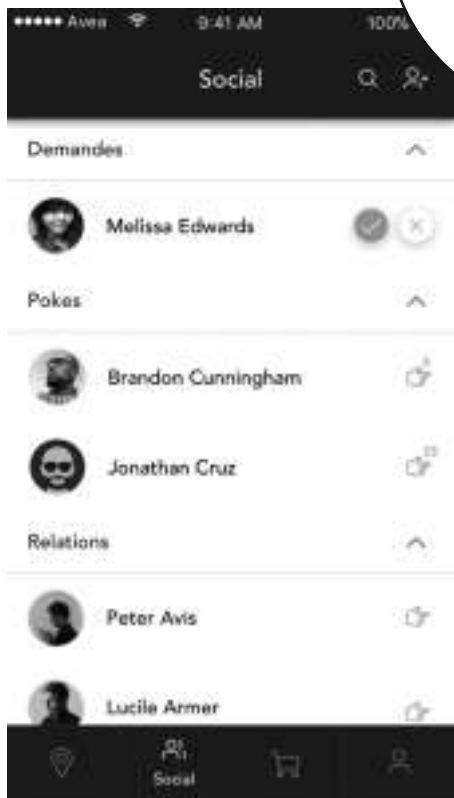 Avea 9:41 AM 100%
Social
Demandes
Melissa Edwards
Pokes
Brandon Cunningham
Jonathan Cruz
Relations
Peter Avis
Lucile Armer
Social